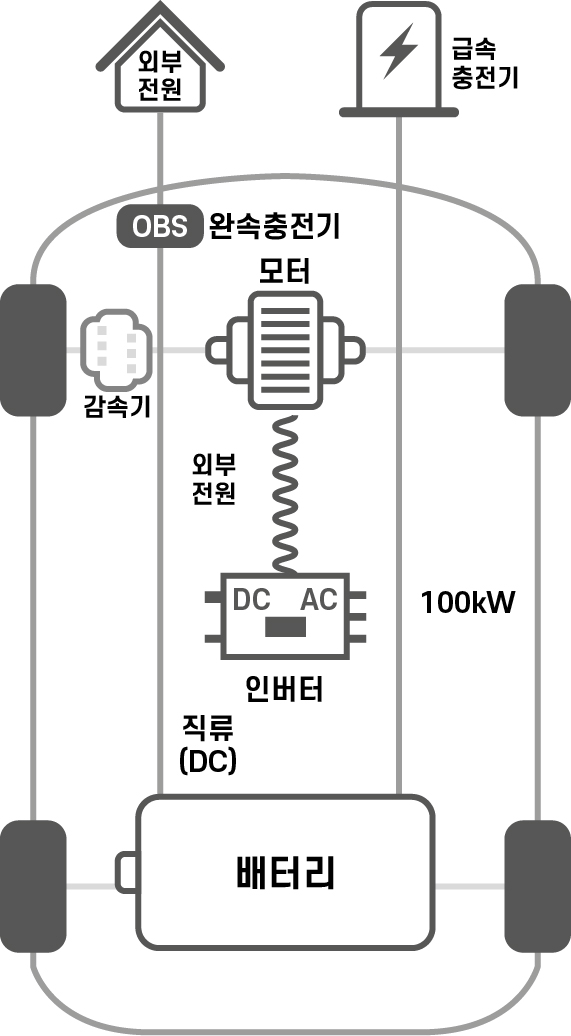 외부
전원
급속
충전기
OBS 완속충전기
모터
감속기
외부
전원
DC AC
100kW
인버터
직류
(DC)
배터리